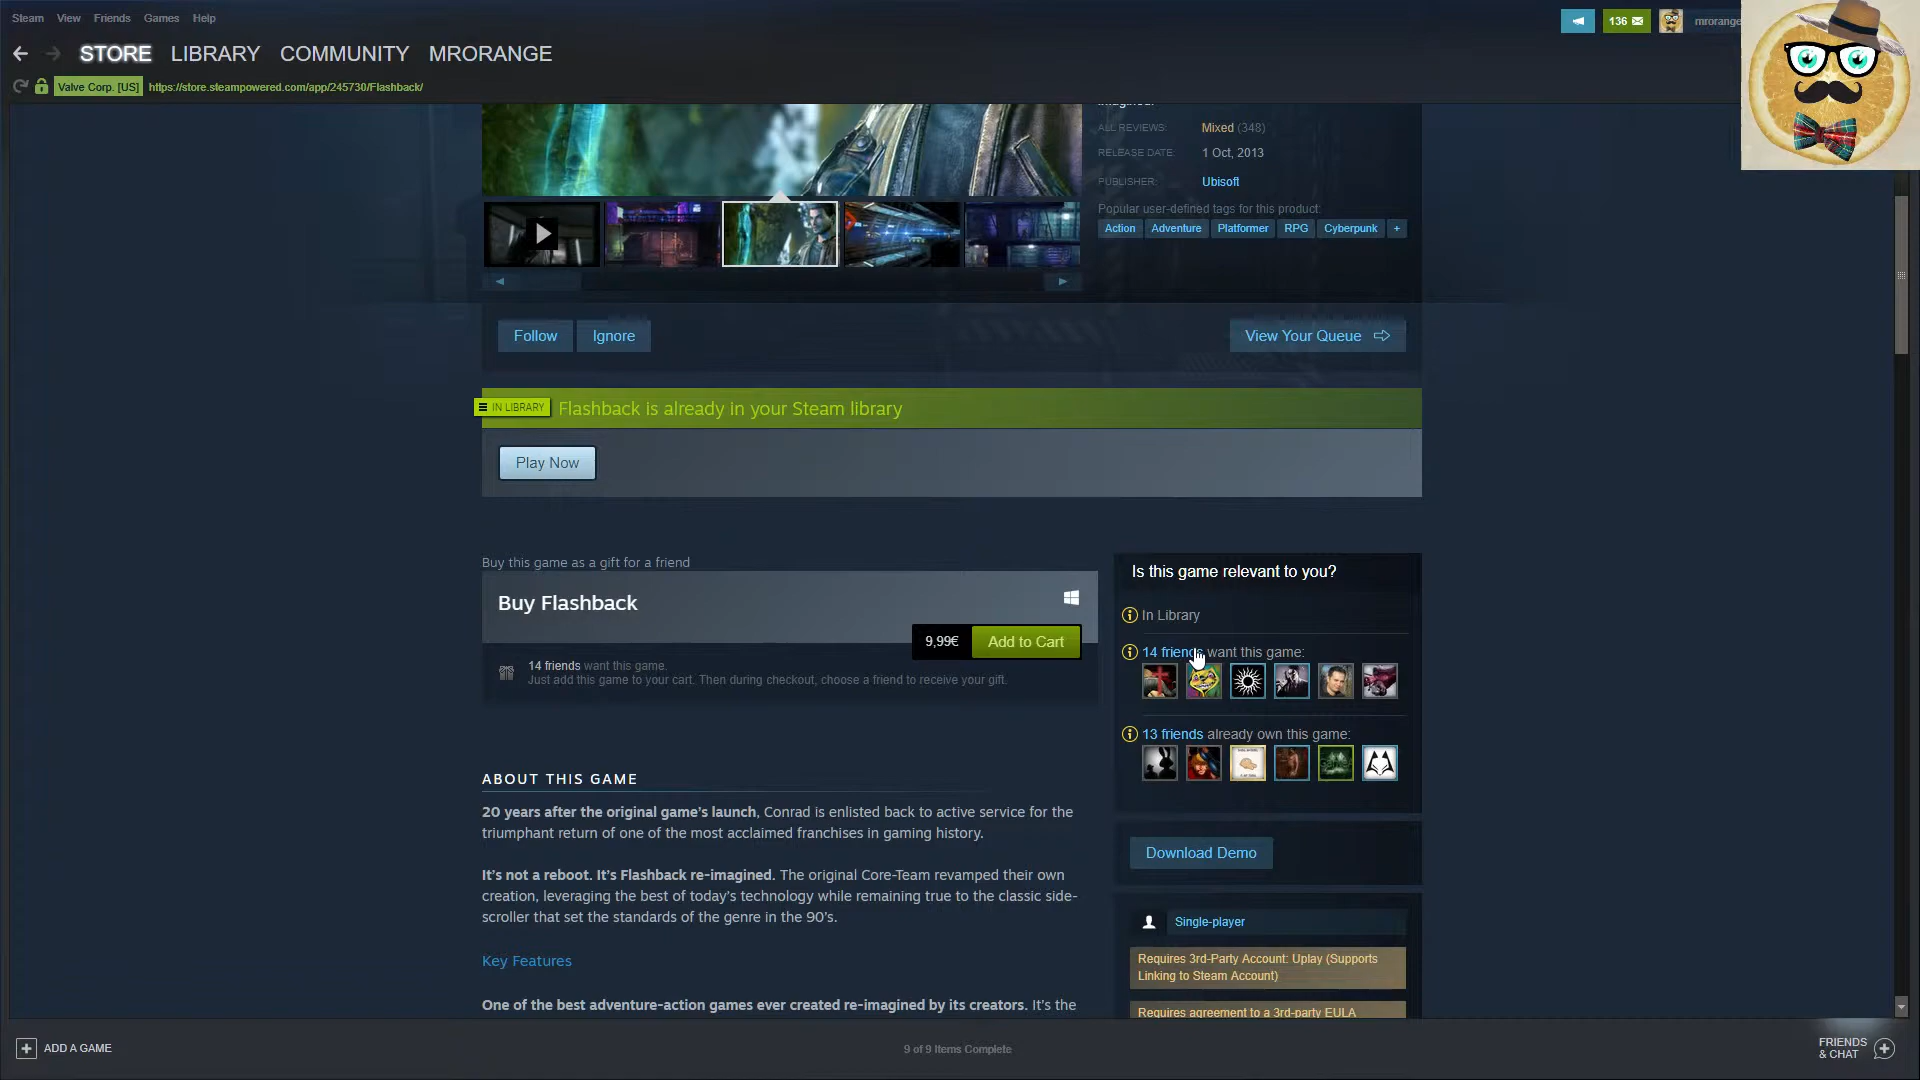 Steam View Friends Games Help
136
mrorange
STORE LIBRARY COMMUNITY MRORANGE
Valve Corp. [US] https://store.steampowered.com/app/245730/Flashback/
ALL REVIEWS: Mixed (348)
RELEASE DATE: 1 Oct, 2013
PUBLISHER: Ubisoft
Popular user-defined tags for this product:
Action Adventure Platformer RPG Cyberpunk +
Follow Ignore View Your Queue
IN LIBRARY Flashback is already in your Steam library
Play Now
Buy this game as a gift for a friend
Buy Flashback
9,99€ Add to Cart
14 friends want this game.
Just add this game to your cart. Then during checkout, choose a friend to receive your gift.
Is this game relevant to you?
In Library
14 friends want this game:
13 friends already own this game:
ABOUT THIS GAME
20 years after the original game's launch, Conrad is enlisted back to active service for the
triumphant return of one of the most acclaimed franchises in gaming history.
It's not a reboot. It's Flashback re-imagined. The original Core-Team revamped their own
creation, leveraging the best of today's technology while remaining true to the classic side-
scroller that set the standards of the genre in the 90's.
Key Features
One of the best adventure-action games ever created re-imagined by its creators. It's the
Download Demo
Single-player
Requires 3rd-Party Account: Uplay (Supports
Linking to Steam Account)
Requires agreement to a 3rd-party EULA
ADD A GAME
9 of 9 Items Complete
FRIENDS
& CHAT